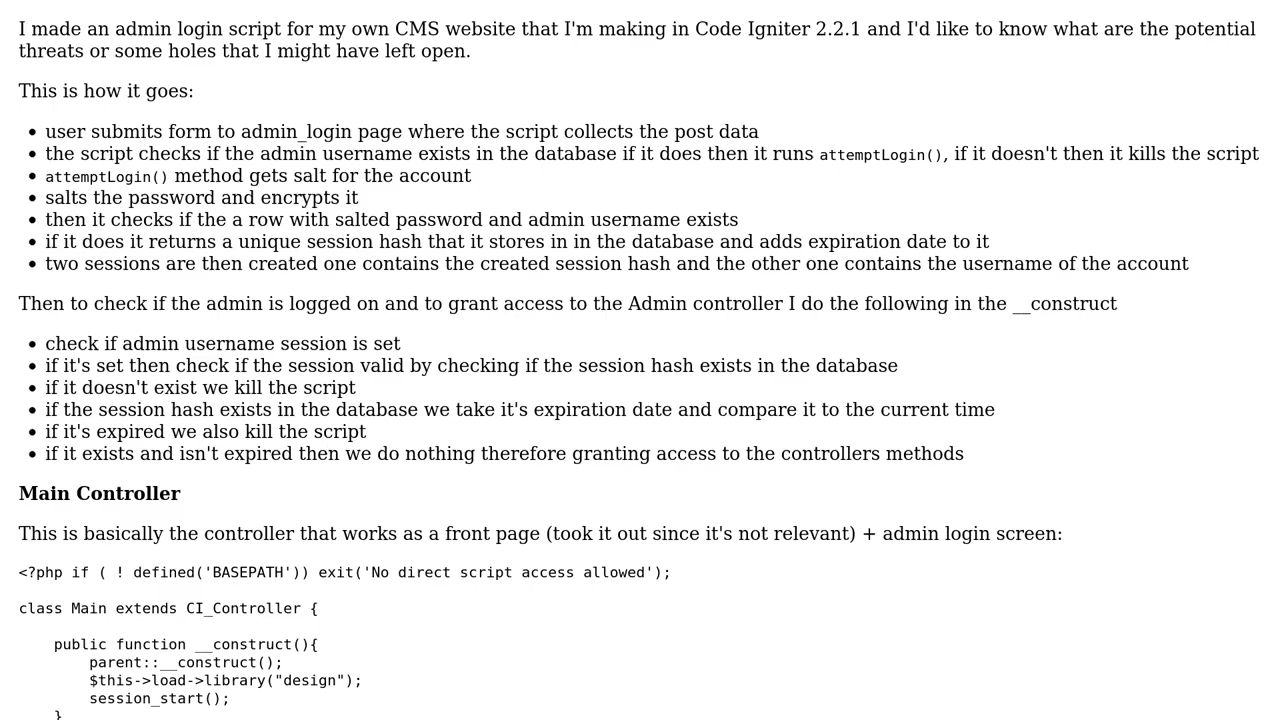 I made an admin login script for my own CMS website that I'm making in Code Igniter 2.2.1 and I'd like to know what are the potential
threats or some holes that I might have left open.
This is how it goes:
• user submits form to admin_login page where the script collects the post data
• the script checks if the admin username exists in the database if it does then it runs attemptLogin(), if it doesn't then it kills the script
• attemptLogin() method gets salt for the account
• salts the password and encrypts it
• then it checks if the a row with salted password and admin username exists
• if it does it returns a unique session hash that it stores in in the database and adds expiration date to it
• two sessions are then created one contains the created session hash and the other one contains the username of the account
Then to check if the admin is logged on and to grant access to the Admin controller I do the following in the __construct
• check if admin username session is set
• if it's set then check if the session valid by checking if the session hash exists in the database
• if it doesn't exist we kill the script
• if the session hash exists in the database we take it's expiration date and compare it to the current time
• if it's expired we also kill the script
• if it exists and isn't expired then we do nothing therefore granting access to the controllers methods
Main Controller
This is basically the controller that works as a front page (took it out since it's not relevant) + admin login screen:
<?php if ( ! defined('BASEPATH')) exit('No direct script access allowed');
class Main extends CI_Controller {
    public function __construct(){
        parent::__construct();
        $this->load->library("design");
        session_start();
    }